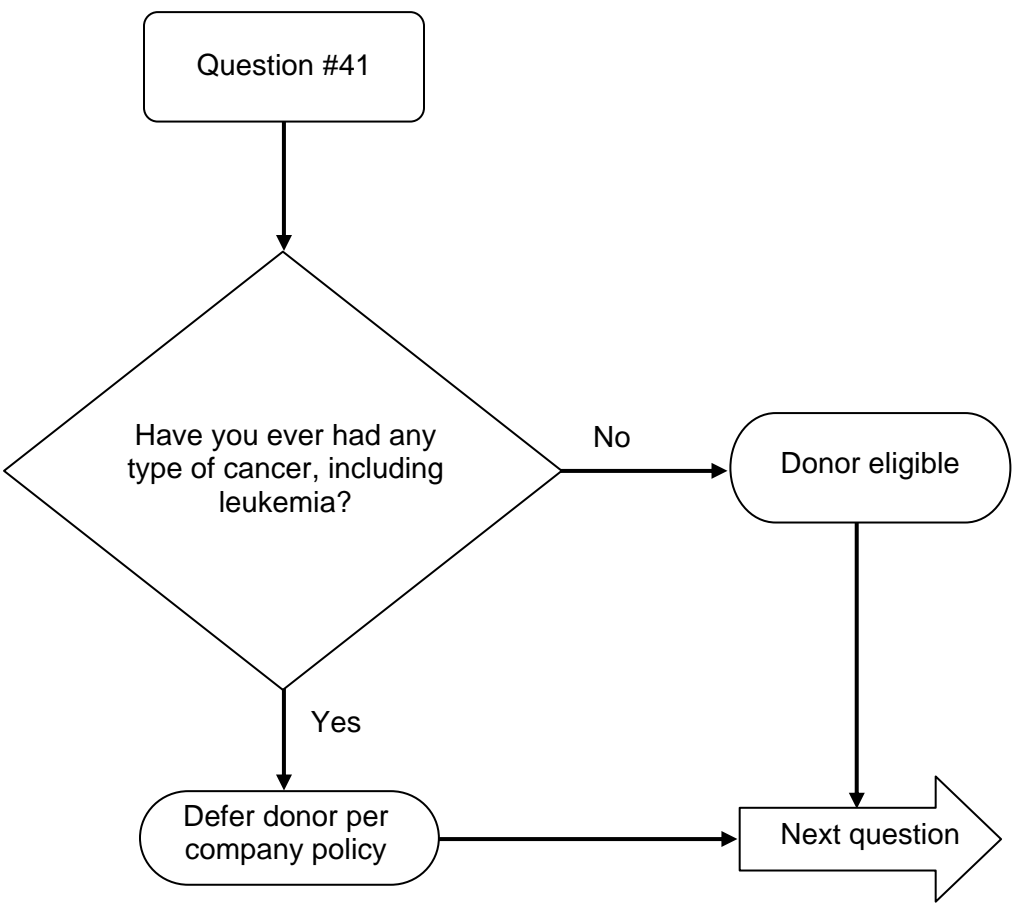 Question #41
Have you ever had any
type of cancer, including
leukemia?
No
Donor eligible
Yes
Defer donor per
company policy
Next question